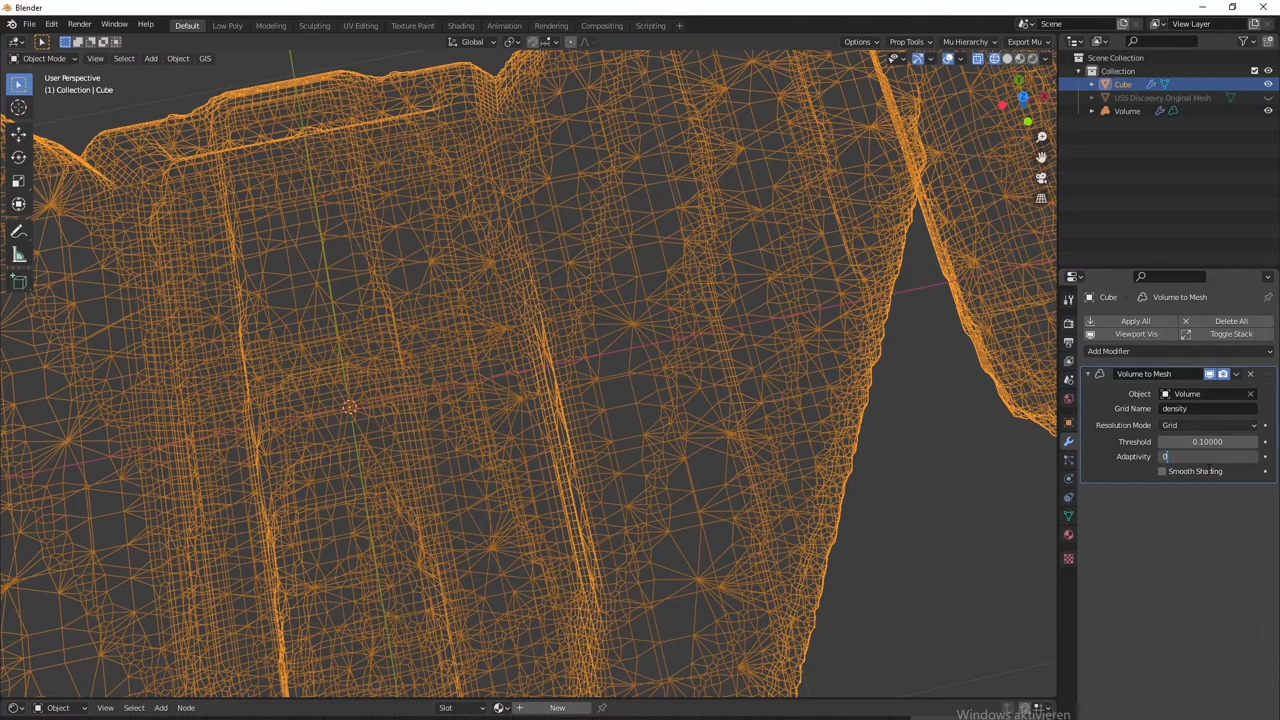 Blender
File Edit Render Window Help Default Low Poly Modeling Sculpting UV Editing Texture Paint Shading Animation Rendering Compositing Scripting + Scene View Layer
Global Options Prop Tools Mu Hierarchy Export Mu
Object Mode View Select Add Object GIS
User Perspective
(1) Collection | Cube
Scene Collection
Collection
Cube
USS Discoevry Original Mesh
Volume
Cube Volume to Mesh
Apply All Delete All
Viewport Vis Toggle Stack
Add Modifier
Volume to Mesh
Object Volume
Grid Name density
Resolution Mode Grid
Threshold 0.10000
Adaptivity 0
Smooth Shading
Object View Select Add Node Slot New
Windows aktivieren